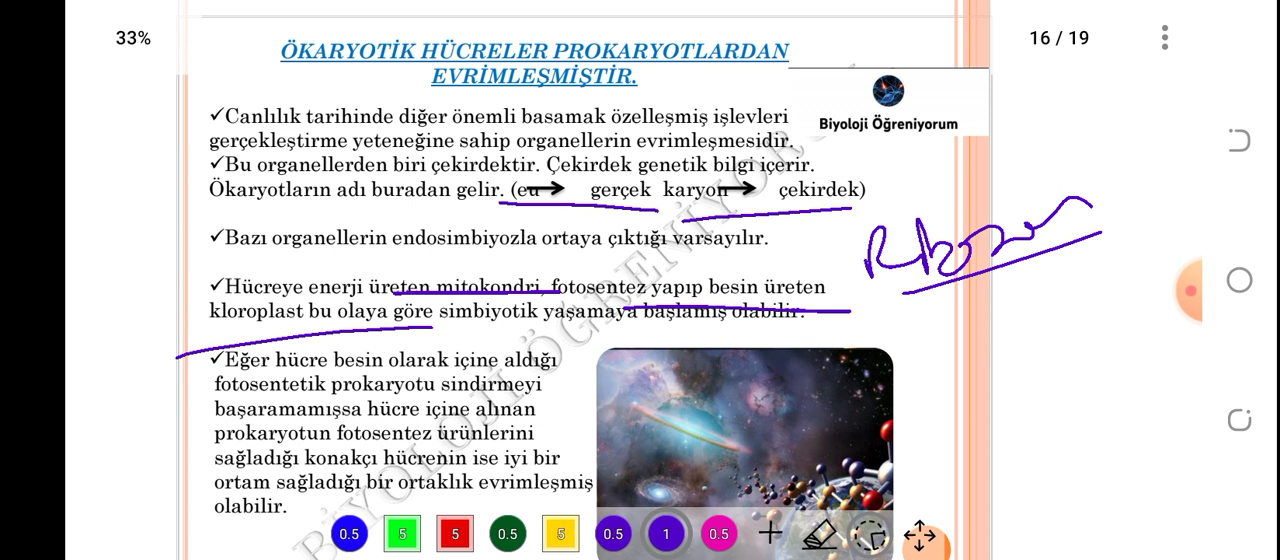 33%
16 / 19
ÖKARYOTİK HÜCRELER PROKARYOTLARDAN
EVRİMLEŞMİŞTİR.
Biyoloji Öğreniyorum
✓Canlılık tarihinde diğer önemli basamak özelleşmiş işlevleri
gerçekleştirme yeteneğine sahip organellerin evrimleşmesidir.
✓Bu organellerden biri çekirdektir. Çekirdek genetik bilgi içerir.
Ökaryotların adı buradan gelir. (eu → gerçek karyon → çekirdek)
✓Bazı organellerin endosimbiyozla ortaya çıktığı varsayılır.
✓Hücreye enerji üreten mitokondri, fotosentez yapıp besin üreten
kloroplast bu olaya göre simbiyotik yaşamaya başlamış olabilir.
✓Eğer hücre besin olarak içine aldığı
fotosentetik prokaryotu sindirmeyi
başaramamışsa hücre içine alınan
prokaryotun fotosentez ürünlerini
sağladığı konakçı hücrenin ise iyi bir
ortam sağladığı bir ortaklık evrimleşmiş
olabilir.
BİYOLOJİ ÖĞRENİYORU
0.5 5 5 0.5 5 0.5 1 0.5